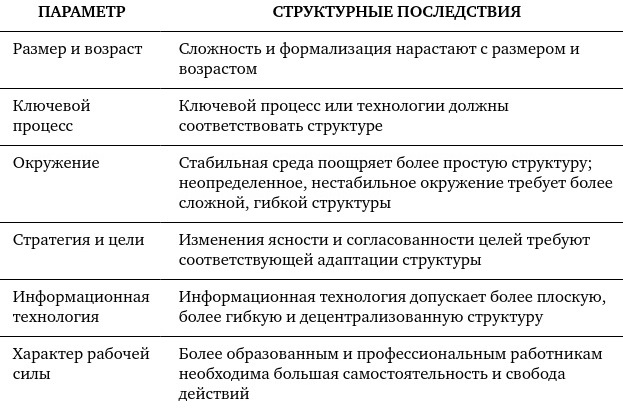 ПАРАМЕТР СТРУКТУРНЫЕ ПОСЛЕДСТВИЯ
Размер и возраст Сложность и формализация нарастают с размером и
возрастом
Ключевой Ключевой процесс или технологии должны
процесс соответствовать структуре
Окружение Стабильная среда поощряет более простую структуру;
неопределенное, нестабильное окружение требует более
сложной, гибкой структуры
Стратегия и цели Изменения ясности и согласованности целей требуют
соответствующей адаптации структуры
Информационная Информационная технология допускает более плоскую,
технология более гибкую и децентрализованную структуру
Характер рабочей Более образованным и профессиональным работникам
силы необходима большая самостоятельность и свобода
действий